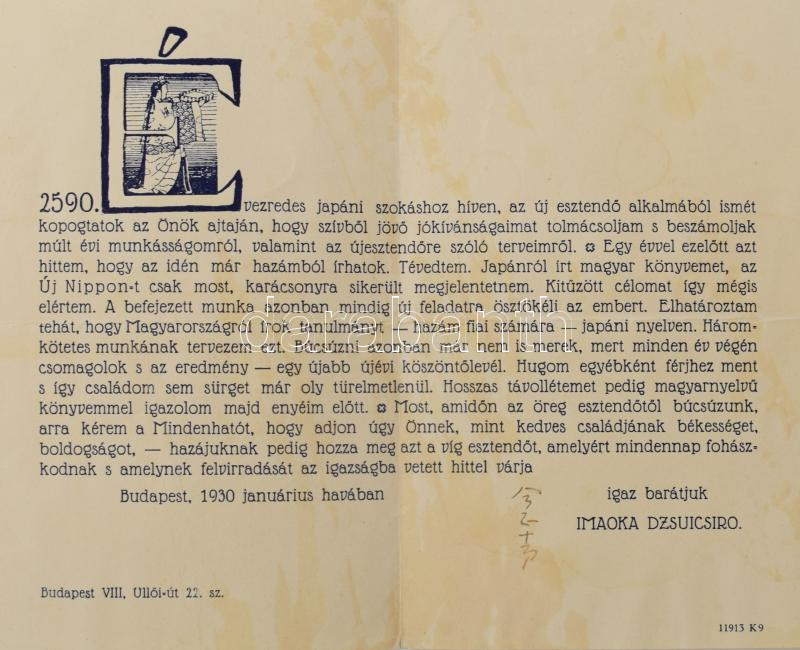 2590. Évezredes japáni szokáshoz híven, az új esztendő alkalmából ismét
kopogtatok az Önök ajtaján, hogy szívből jövő jókívánságaimat tolmácsoljam s beszámoljak
múlt évi munkásságomról, valamint az újesztendőre szóló terveimről. ¤ Egy évvel ezelőtt azt
hittem, hogy az idén már hazámból írhatok. Tévedtem. Japánról írt magyar könyvemet, az
Új Nippon-t csak most, karácsonyra sikerült megjelentetnem. Kitűzött célomat így mégis
elértem. A befejezett munka azonban mindig új feladatra ösztökéli az embert. Elhatároztam
tehát, hogy Magyarországról írok tanulmányt — hazám fiai számára — japáni nyelven. Három-
kötetes munkának tervezem ezt. Búcsúzni azonban már nem is merek, mert minden év végén
csomagolok s az eredmény — egy újabb újévi köszöntőlevél. Hugom egyébként férjhez ment
s így családom sem sürget már oly türelmetlenül. Hosszas távollétemet pedig magyarnyelvű
könyvemmel igazolom majd enyéim előtt. ¤ Most, amidőn az öreg esztendőtől búcsúzunk,
arra kérem a Mindenhatót, hogy adjon úgy Önnek, mint kedves családjának békességet,
boldogságot, — hazájuknak pedig hozza meg azt a víg esztendőt, amelyért mindennap fohász-
kodnak s amelynek felvirradását az igazságba vetett hittel várja
Budapest, 1930 január​ius havában
igaz barátjuk
IMAOKA DZSUICSIRO.
Budapest VIII, Üllői-út 22. sz.
11913 K 9
darabanth